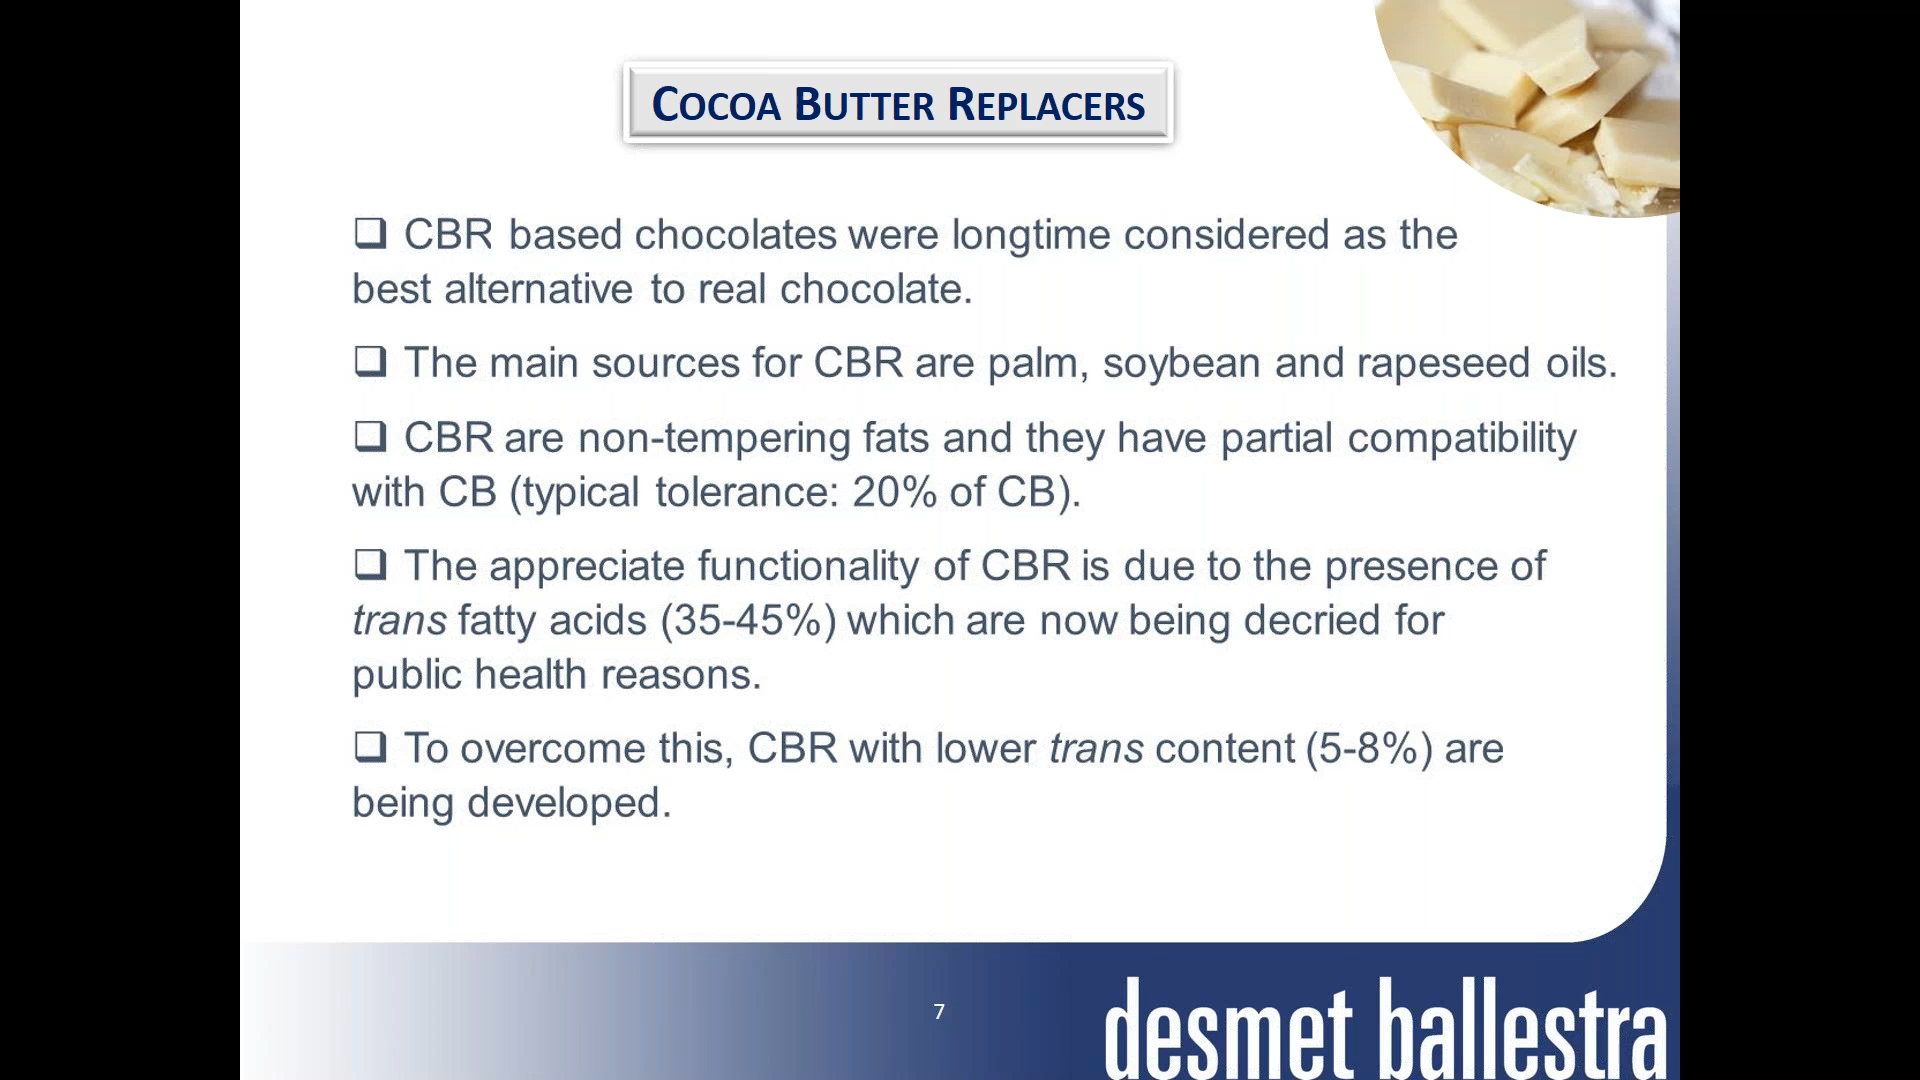 COCOA BUTTER REPLACERS
❑ CBR based chocolates were longtime considered as the
best alternative to real chocolate.
❑ The main sources for CBR are palm, soybean and rapeseed oils.
❑ CBR are non-tempering fats and they have partial compatibility
with CB (typical tolerance: 20% of CB).
❑ The appreciate functionality of CBR is due to the presence of
trans fatty acids (35-45%) which are now being decried for
public health reasons.
❑ To overcome this, CBR with lower trans content (5-8%) are
being developed.
7
desmet ballestra